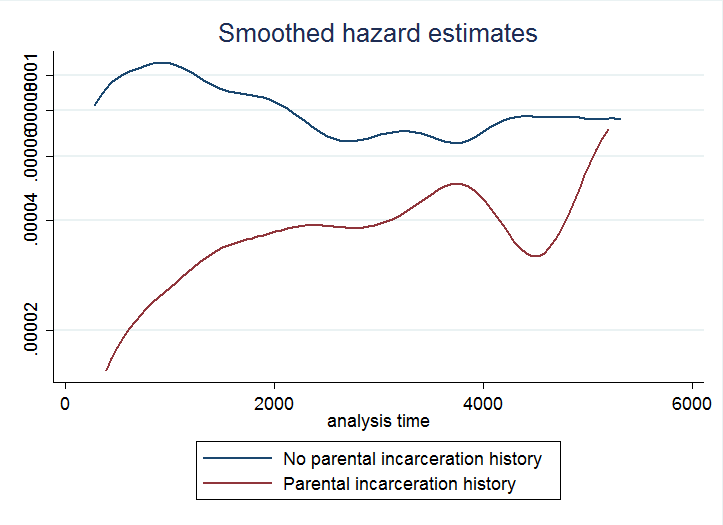 Smoothed hazard estimates
.00004
.00002
0
2000
4000
6000
analysis time
No parental incarceration history
Parental incarceration history